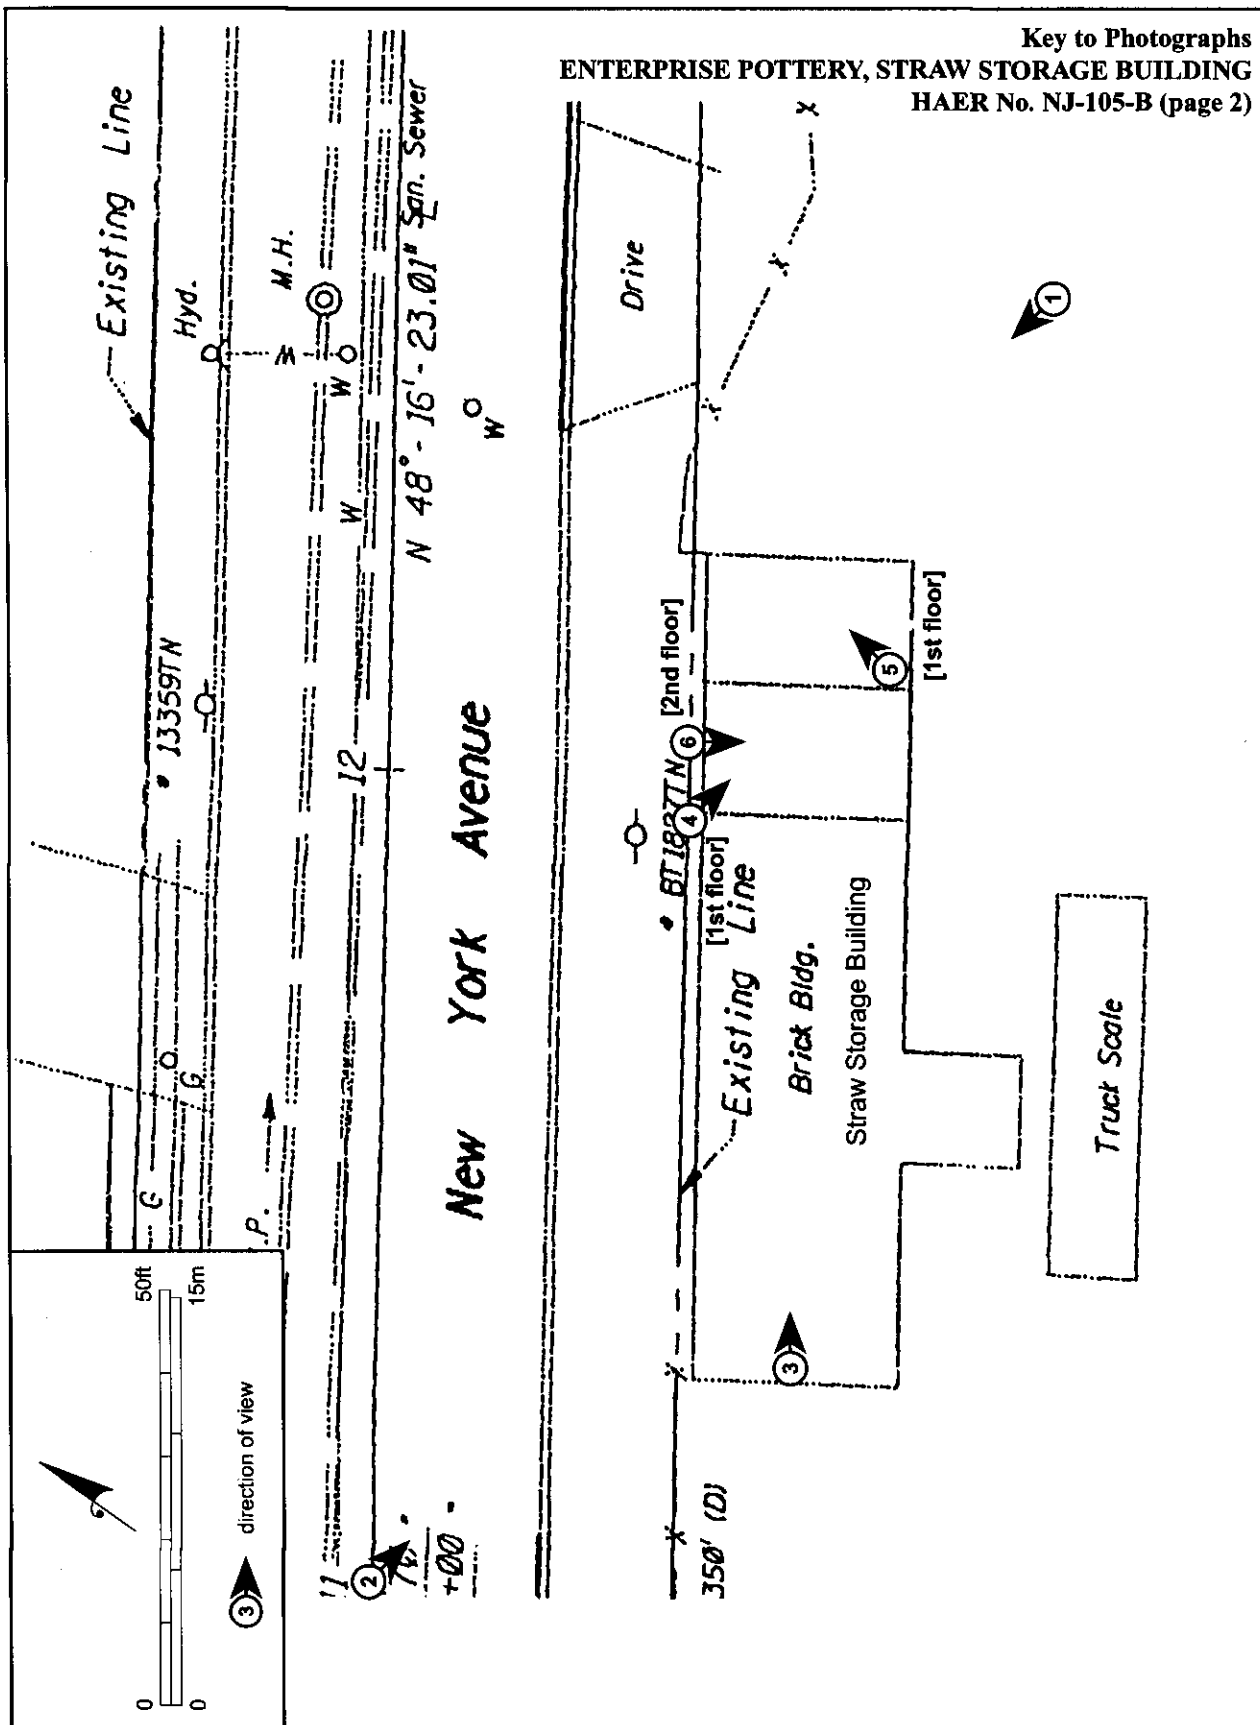 Key to Photographs
ENTERPRISE POTTERY, STRAW STORAGE BUILDING
HAER No. NJ-105-B (page 2)
Existing Line
Hyd.
M.H.
W
W
W
N 48° - 16' - 23.01" San. Sewer
W
Drive
X
X
X
1
13359TN
12
New York Avenue
[2nd floor]
6
BT1827TN
4
[1st floor]
5
[1st floor]
Existing Line
Brick Bldg.
Straw Storage Building
Truck Scale
G
G
P.
3
X
X
350' (D)
11
2
+00
0
50ft
0
15m
3
direction of view